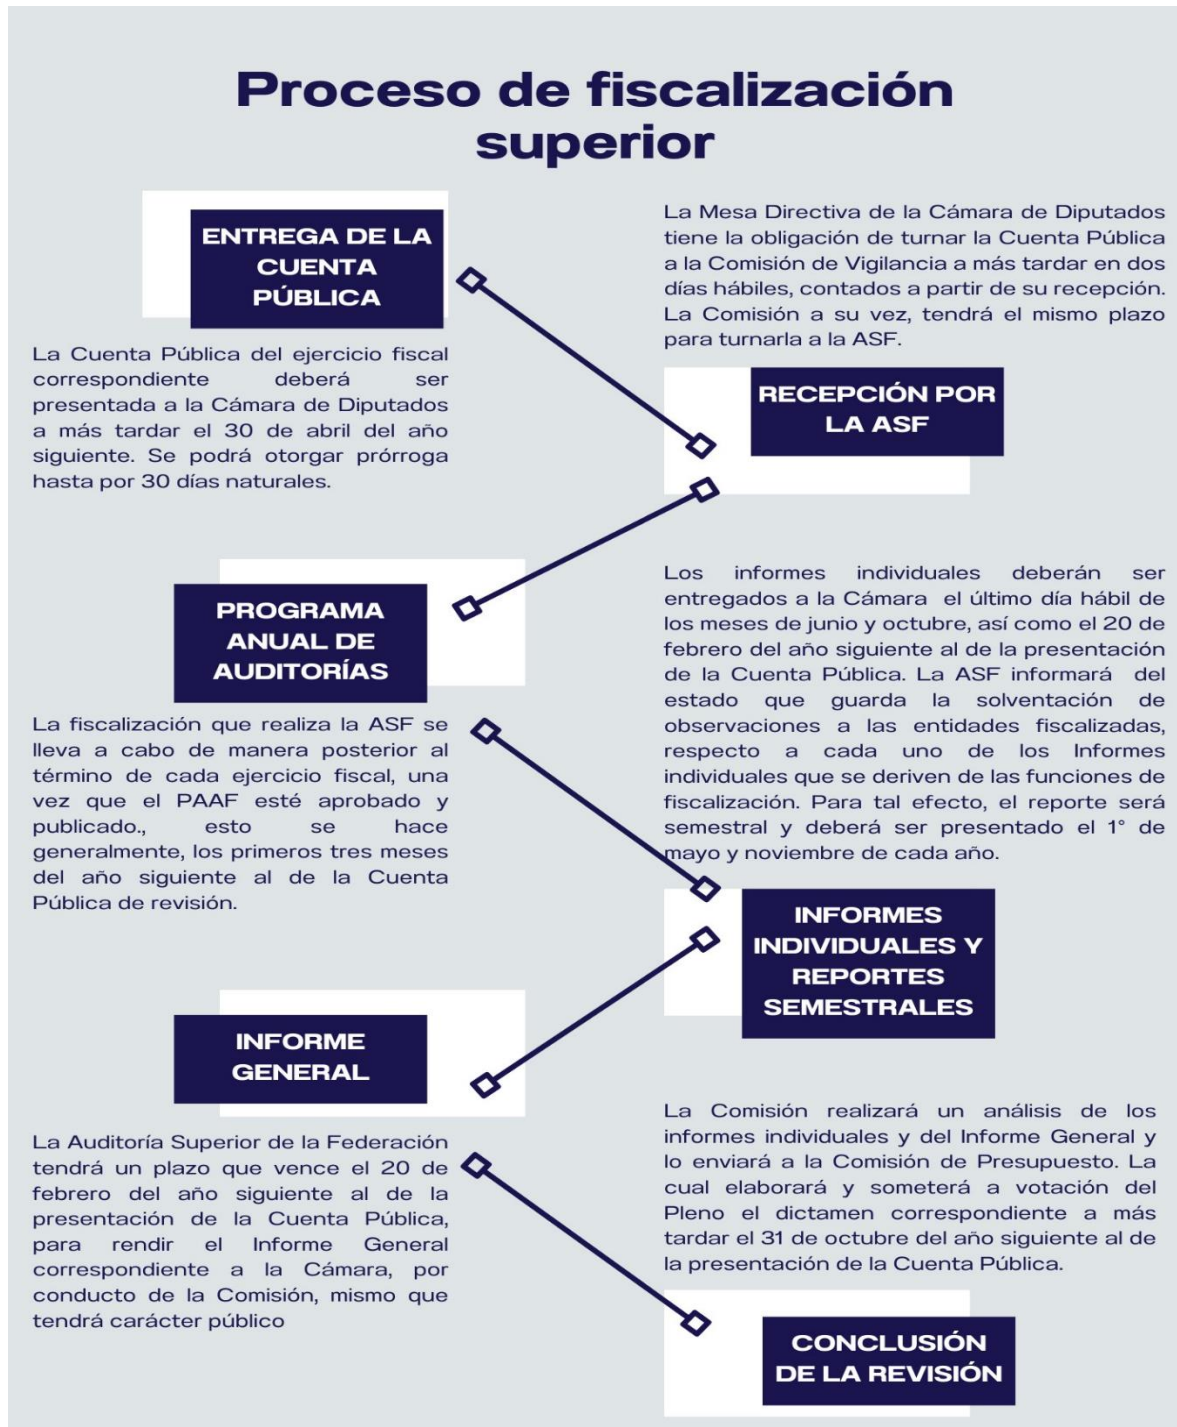 Proceso de fiscalización
superior
ENTREGA DE LA
CUENTA
PÚBLICA
La Cuenta Pública del ejercicio fiscal
correspondiente deberá ser
presentada a la Cámara de Diputados
a más tardar el 30 de abril del año
siguiente. Se podrá otorgar prórroga
hasta por 30 días naturales.
La Mesa Directiva de la Cámara de Diputados
tiene la obligación de turnar la Cuenta Pública
a la Comisión de Vigilancia a más tardar en dos
días hábiles, contados a partir de su recepción.
La Comisión a su vez, tendrá el mismo plazo
para turnarla a la ASF.
RECEPCIÓN POR
LA ASF
PROGRAMA
ANUAL DE
AUDITORÍAS
La fiscalización que realiza la ASF se
lleva a cabo de manera posterior al
término de cada ejercicio fiscal, una
vez que el PAAF esté aprobado y
publicado., esto se hace
generalmente, los primeros tres meses
del año siguiente al de la Cuenta
Pública de revisión.
Los informes individuales deberán ser
entregados a la Cámara el último día hábil de
los meses de junio y octubre, así como el 20 de
febrero del año siguiente al de la presentación
de la Cuenta Pública. La ASF informará del
estado que guarda la solventación de
observaciones a las entidades fiscalizadas,
respecto a cada uno de los Informes
individuales que se deriven de las funciones de
fiscalización. Para tal efecto, el reporte será
semestral y deberá ser presentado el 1° de
mayo y noviembre de cada año.
INFORMES
INDIVIDUALES Y
REPORTES
SEMESTRALES
INFORME
GENERAL
La Auditoría Superior de la Federación
tendrá un plazo que vence el 20 de
febrero del año siguiente al de la
presentación de la Cuenta Pública,
para rendir el Informe General
correspondiente a la Cámara, por
conducto de la Comisión, mismo que
tendrá carácter público
La Comisión realizará un análisis de los
informes individuales y del Informe General y
lo enviará a la Comisión de Presupuesto. La
cual elaborará y someterá a votación del
Pleno el dictamen correspondiente a más
tardar el 31 de octubre del año siguiente al de
la presentación de la Cuenta Pública.
CONCLUSIÓN
DE LA REVISIÓN